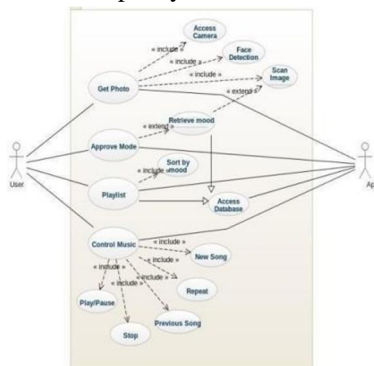 Access
Camera
« include »
Face
Detection
« include »
Scan
Image
« include »
Get Photo
« extend »
Retrieve mood
« extend »
Approve Mode
Sort by
mood
« include »
User
Playlist
Access
Database
Control Music
« include »
New Song
« include »
« include »
« include »
Repeat
Play/Pause
Previous Song
Stop